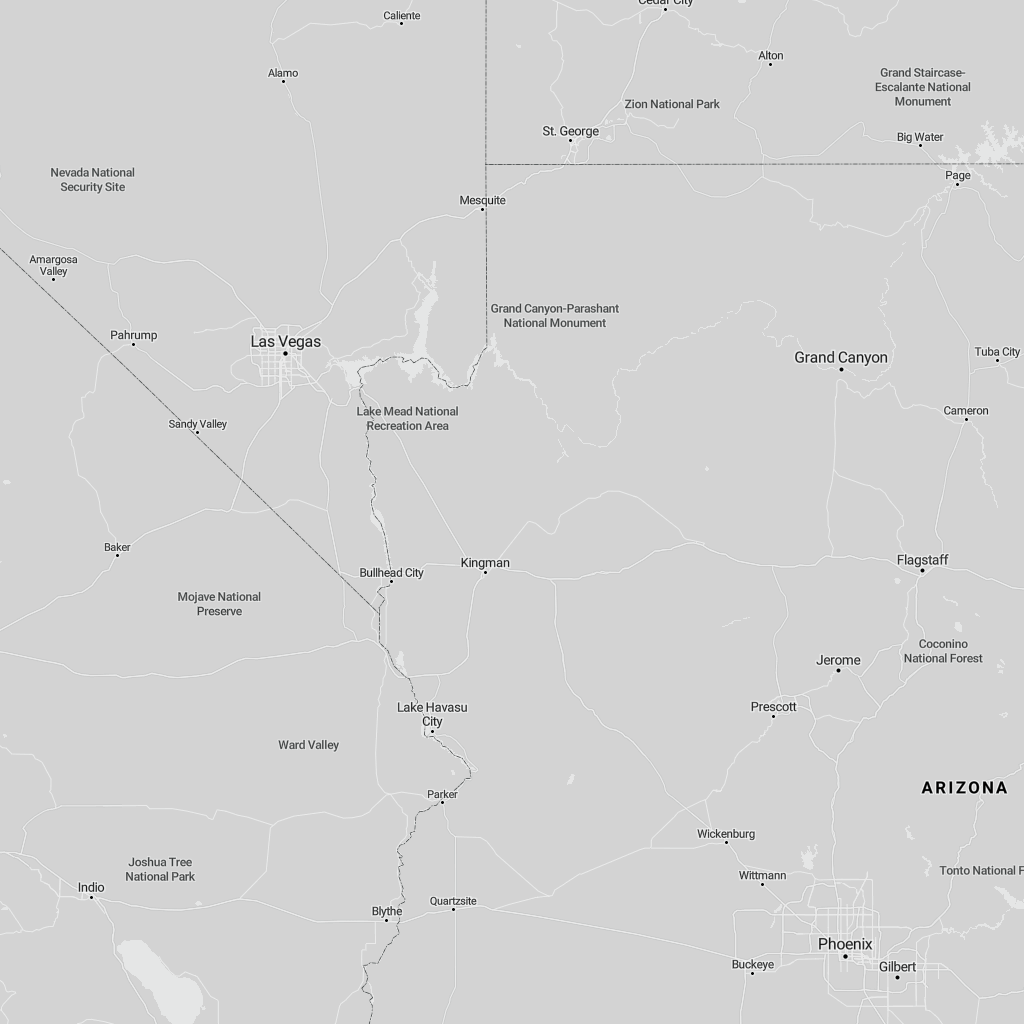 Cedar City
Caliente
Alton
Alamo
Grand Staircase-
Escalante National
Monument
Zion National Park
St. George
Big Water
Nevada National
Security Site
Page
Mesquite
Amargosa
Valley
Grand Canyon-Parashant
National Monument
Pahrump
Las Vegas
Grand Canyon
Tuba City
Lake Mead National
Recreation Area
Cameron
Sandy Valley
Baker
Kingman
Flagstaff
Bullhead City
Mojave National
Preserve
Coconino
National Forest
Jerome
Lake Havasu
City
Prescott
Ward Valley
ARIZONA
Parker
Wickenburg
Joshua Tree
National Park
Wittmann
Tonto National F
Indio
Blythe
Quartzsite
Phoenix
Buckeye
Gilbert